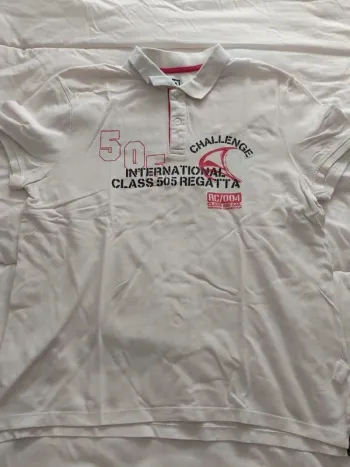 505
CHALLENGE
INTERNATIONAL
CLASS 505 REGATTA
RC/004